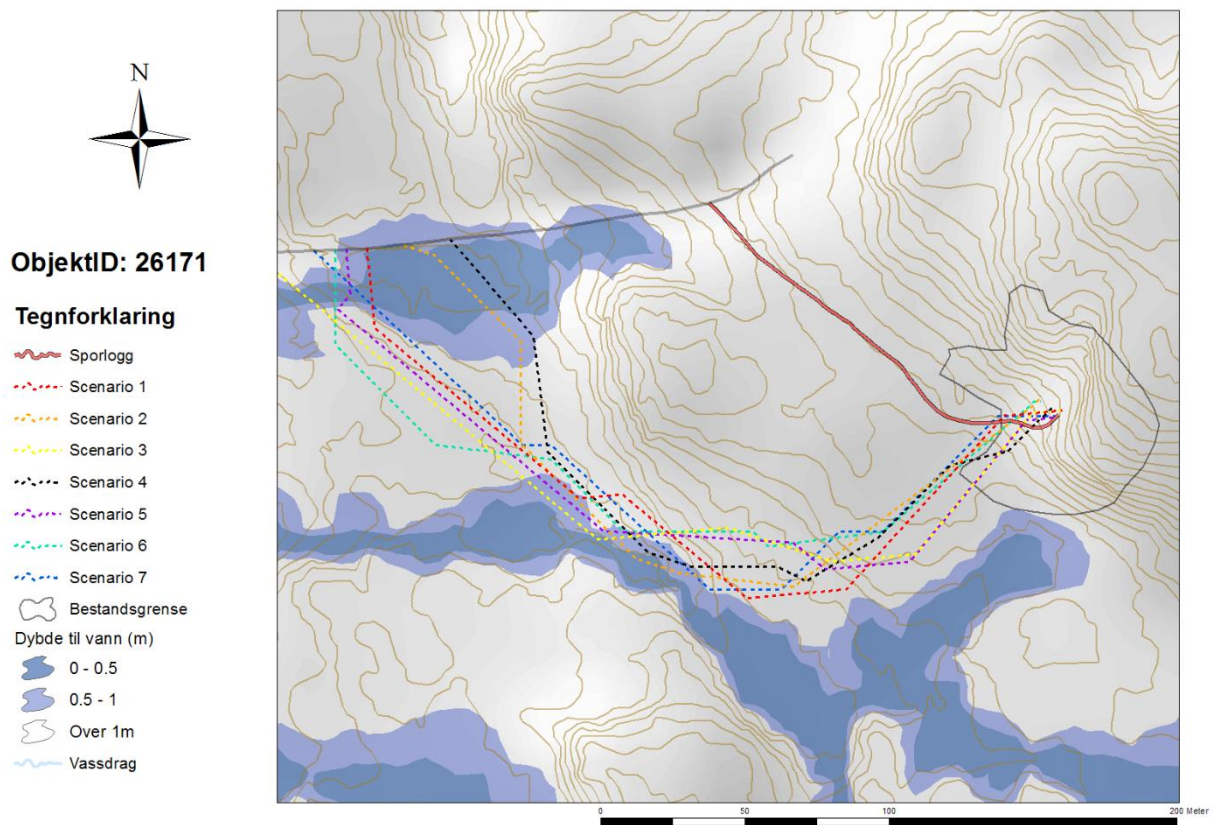 N
ObjektID: 26171
Tegnforklaring
Sporlogg
Scenario 1
Scenario 2
Scenario 3
Scenario 4
Scenario 5
Scenario 6
Scenario 7
Bestandsgrense
Dybde til vann (m)
0 - 0.5
0.5 - 1
Over 1m
Vassdrag
0 50 100 200 Meter